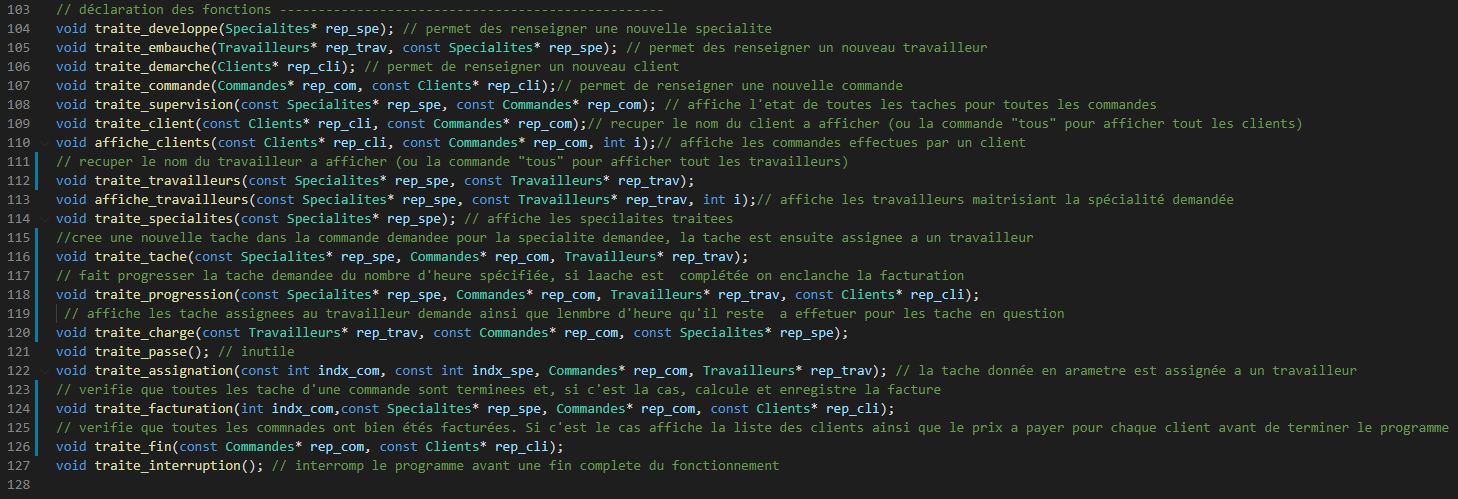 103 // déclaration des fonctions --------------------------------------------------
104 void traite_developpe(Specialites* rep_spe); // permet des renseigner une nouvelle specialite
105 void traite_embauche(Travailleurs* rep_trav, const Specialites* rep_spe); // permet des renseigner un nouveau travailleur
106 void traite_demarche(Clients* rep_cli); // permet de renseigner un nouveau client
107 void traite_commande(Commandes* rep_com, const Clients* rep_cli);// permet de renseigner une nouvelle commande
108 void traite_supervision(const Specialites* rep_spe, const Commandes* rep_com); // affiche l'etat de toutes les taches pour toutes les commandes
109 void traite_client(const Clients* rep_cli, const Commandes* rep_com);// recuper le nom du client a afficher (ou la commande "tous" pour afficher tout les clients)
110 void affiche_clients(const Clients* rep_cli, const Commandes* rep_com, int i);// affiche les commandes effectues par un client
111 // recuper le nom du travailleur a afficher (ou la commande "tous" pour afficher tout les travailleurs)
112 void traite_travailleurs(const Specialites* rep_spe, const Travailleurs* rep_trav);
113 void affiche_travailleurs(const Specialites* rep_spe, const Travailleurs* rep_trav, int i);// affiche les travailleurs maitrisiant la spécialité demandée
114 void traite_specialites(const Specialites* rep_spe); // affiche les specilaites traitees
115 //cree une nouvelle tache dans la commande demandee pour la specialite demandee, la tache est ensuite assignee a un travailleur
116 void traite_tache(const Specialites* rep_spe, Commandes* rep_com, Travailleurs* rep_trav);
117 // fait progresser la tache demandee du nombre d'heure spécifiée, si laache est  complétée on enclanche la facturation
118 void traite_progression(const Specialites* rep_spe, Commandes* rep_com, Travailleurs* rep_trav, const Clients* rep_cli);
119 // affiche les tache assignees au travailleur demande ainsi que lenmbre d'heure qu'il reste  a effetuer pour les tache en question
120 void traite_charge(const Travailleurs* rep_trav, const Commandes* rep_com, const Specialites* rep_spe);
121 void traite_passe(); // inutile
122 void traite_assignation(const int indx_com, const int indx_spe, Commandes* rep_com, Travailleurs* rep_trav); // la tache donnée en arametre est assignée a un travailleur
123 // verifie que toutes les tache d'une commande sont terminees et, si c'est la cas, calcule et enregistre la facture
124 void traite_facturation(int indx_com,const Specialites* rep_spe, Commandes* rep_com, const Clients* rep_cli);
125 // verifie que toutes les commnades ont bien étés facturées. Si c'est le cas affiche la liste des clients ainsi que le prix a payer pour chaque client avant de terminer le programme
126 void traite_fin(const Commandes* rep_com, const Clients* rep_cli);
127 void traite_interruption(); // interromp le programme avant une fin complete du fonctionnement
128